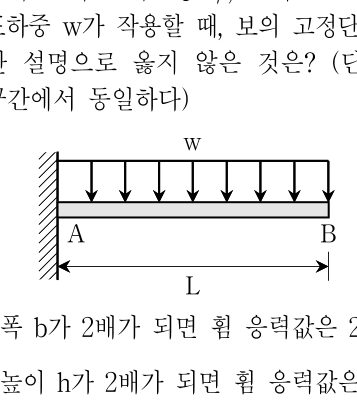 도하중 w가 작용할 때, 보의 고정단
한 설명으로 옳지 않은 것은? (단
구간에서 동일하다)
w
A B
L
폭 b가 2배가 되면 휨 응력값은 2
높이 h가 2배가 되면 휨 응력값은